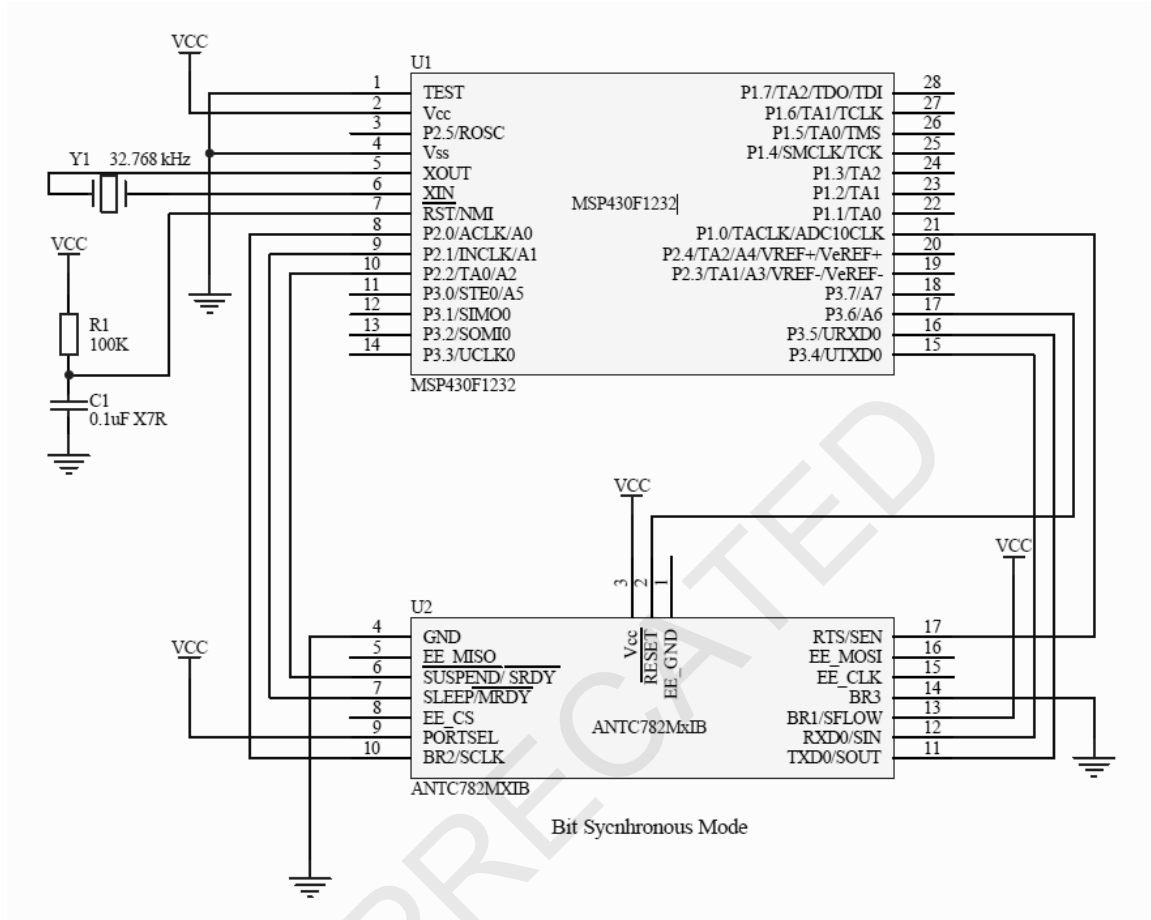 VCC
U1
1 TEST
2 Vcc
3 P2.5/ROSC
4 Vss
5 XOUT
6 XIN
7 RST/NMI
8 P2.0/ACLK/A0
9 P2.1/INCLK/A1
10 P2.2/TA0/A2
11 P3.0/STE0/A5
12 P3.1/SIMO0
13 P3.2/SOMI0
14 P3.3/UCLK0
MSP430F1232
P1.7/TA2/TDO/TDI 28
P1.6/TA1/TCLK 27
P1.5/TA0/TMS 26
P1.4/SMCLK/TCK 25
P1.3/TA2 24
P1.2/TA1 23
P1.1/TA0 22
P1.0/TACLK/ADC10CLK 21
P2.4/TA2/A4/VREF+/VeREF+ 20
P2.3/TA1/A3/VREF-/VeREF- 19
P3.7/A7 18
P3.6/A6 17
P3.5/URXD0 16
P3.4/UTXD0 15
MSP430F1232
Y1 32.768 kHz
VCC
R1
100K
C1
0.1uF X7R
VCC
VCC
3 Vcc
2 RESET
1 EE_GND
U2
VCC
4 GND
5 EE_MISO
6 SUSPEND/ SRDY
7 SLEEP/MRDY
8 EE_CS
9 PORTSEL
10 BR2/SCLK
ANTC782MxIB
RTS/SEN 17
EE_MOSI 16
EE_CLK 15
BR3 14
BR1/SFLOW 13
RXD0/SIN 12
TXD0/SOUT 11
ANTC782MXIB
Bit Sycnhronous Mode
PRECATED